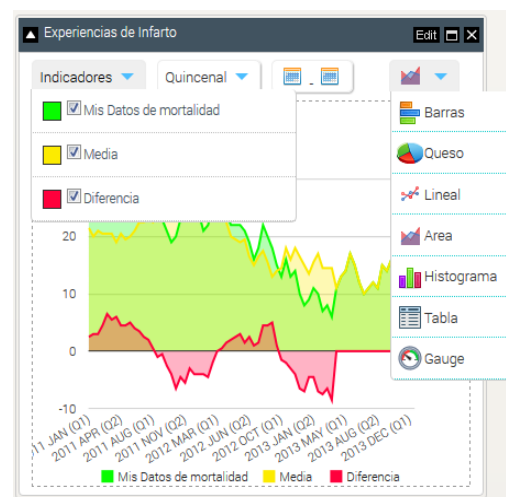 Experiencias de Infarto
Edit
Indicadores
Quincenal
-
Mis Datos de mortalidad
Media
Diferencia
Barras
Queso
Lineal
Area
Histograma
Tabla
Gauge
20
10
0
-10
11 JAN (Q1)
2011 APR (Q2)
2011 AUG (Q1)
2011 NOV (Q2)
2012 MAR (Q1)
2012 JUN (Q2)
2012 OCT (Q1)
2013 JAN (Q2)
2013 MAY (Q1)
2013 AUG (Q2)
2013 DEC (Q1)
Mis Datos de mortalidad
Media
Diferencia